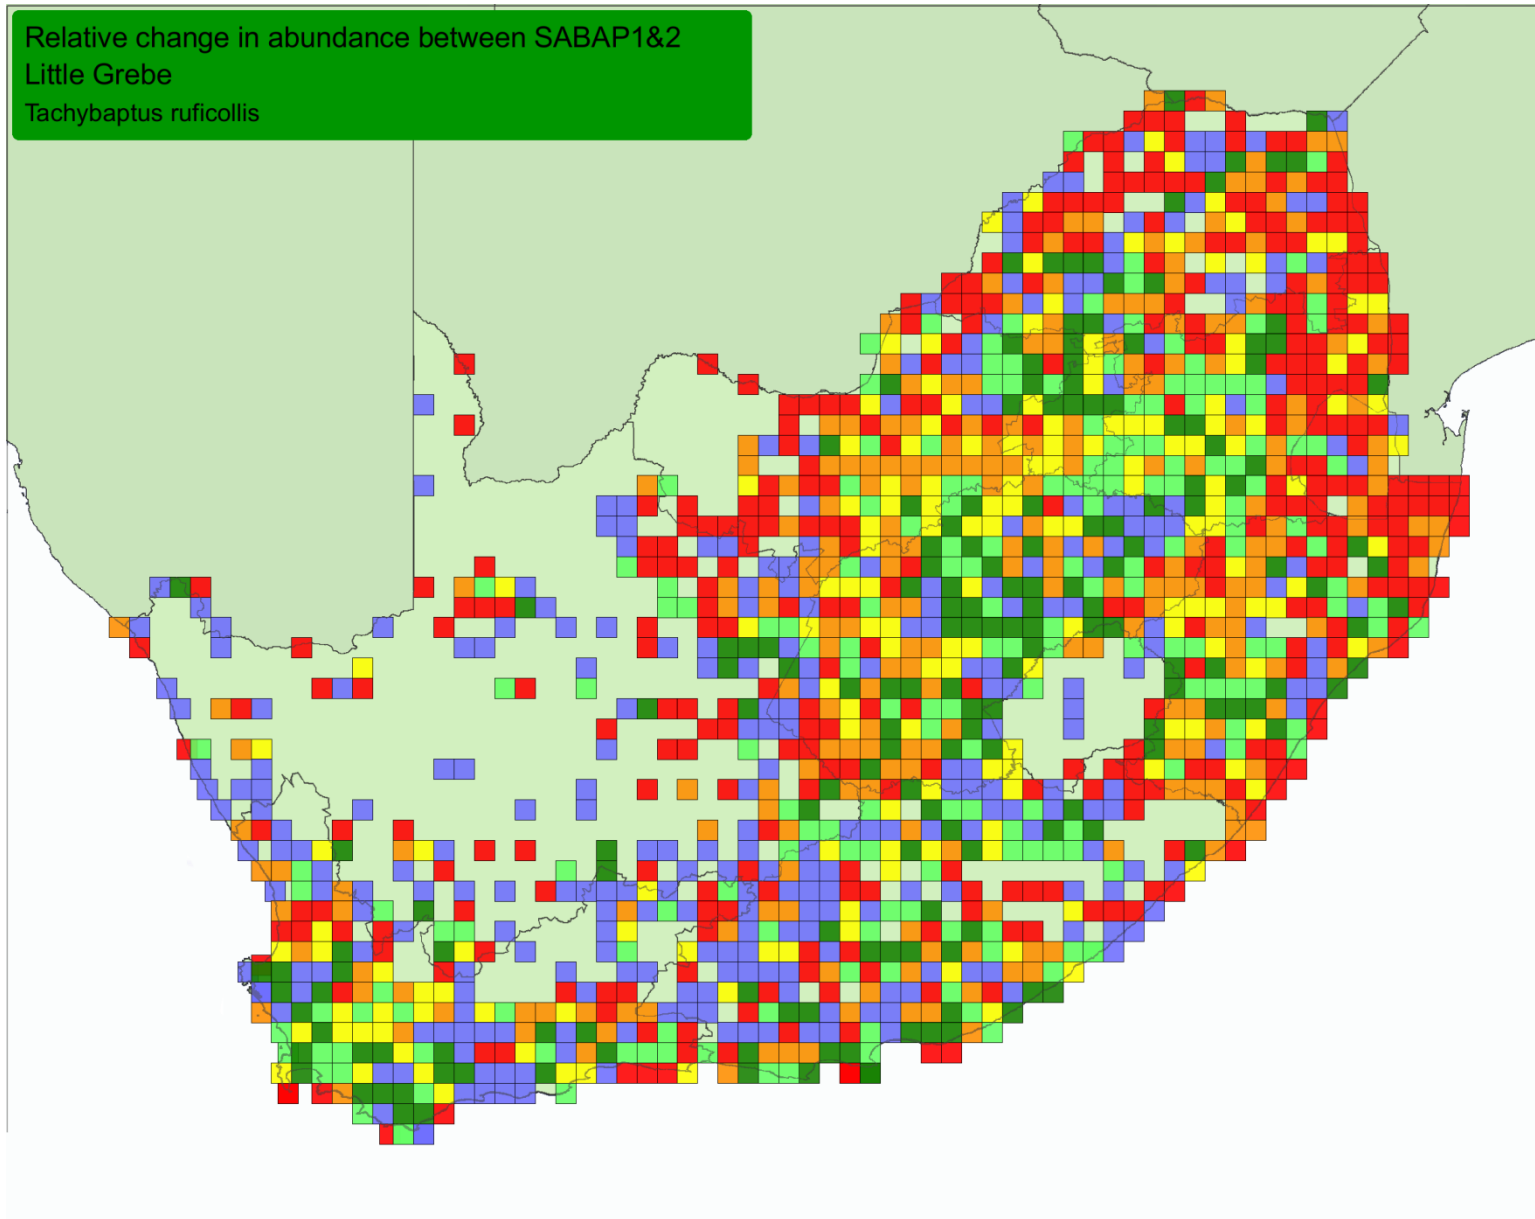 Relative change in abundance between SABAP1&2
Little Grebe
Tachybaptus ruficollis